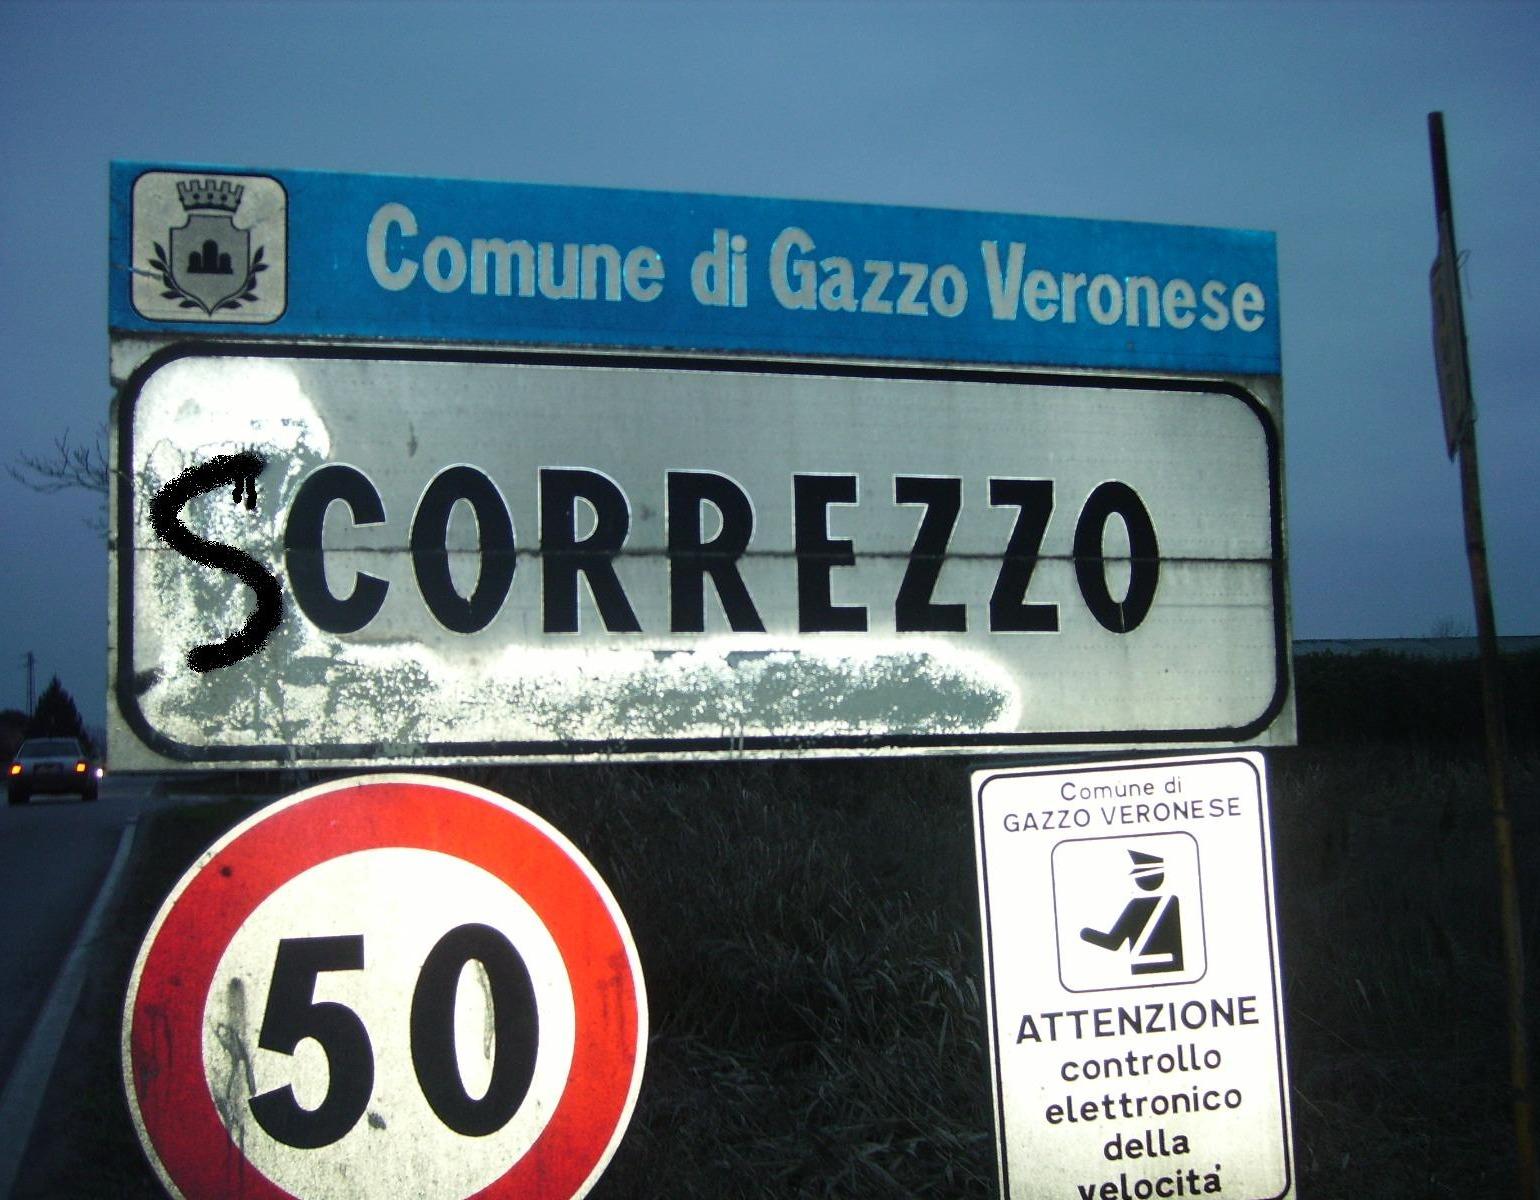 Comune di Gazzo Veronese
SCORREZZO
50
Comune di
GAZZO VERONESE
ATTENZIONE
controllo
elettronico
della
velocità